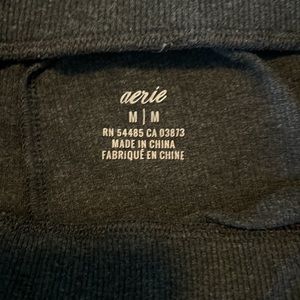 aerie
M | M
RN 54485 CA 03873
MADE IN CHINA
FABRIQUÉ EN CHINE